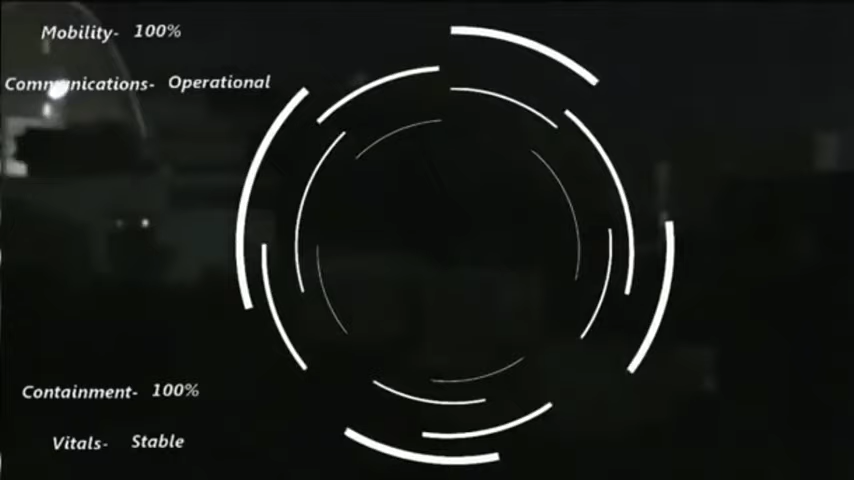 Mobility- 100%
Communications- Operational
Containment- 100%
Vitals- Stable